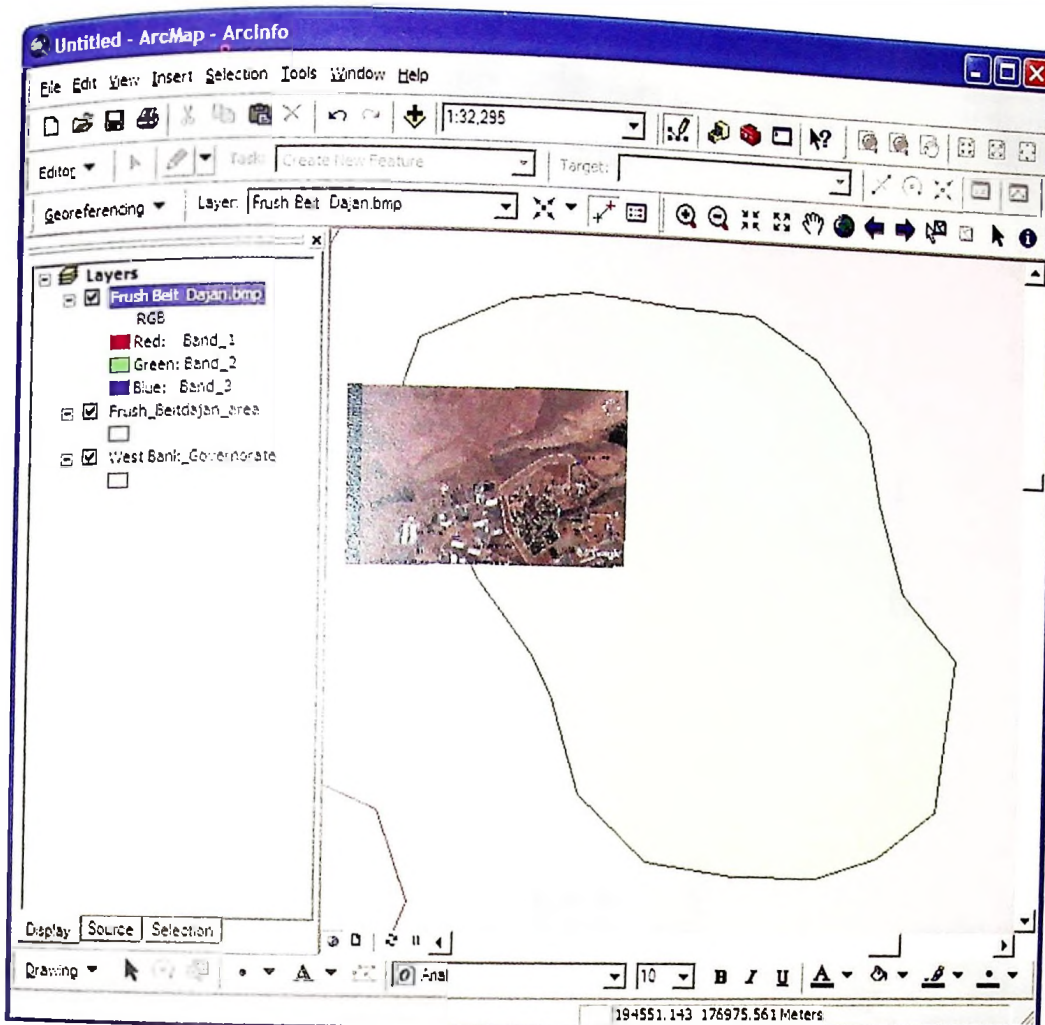 Untitled - ArcMap - ArcInfo
File Edit View Insert Selection Tools Window Help
1:32,295
Editor Task: Create New Feature Target:
Georeferencing Layer: Frush Beit Dajan.bmp
Layers
Frush Beit Dajan.bmp
RGB
Red: Band_1
Green: Band_2
Blue: Band_3
Frush_Beitdajan_area
West Bank_Governorate
Google
Display Source Selection
Drawing A Arial 10 B I U A
194551.143 176975.561 Meters